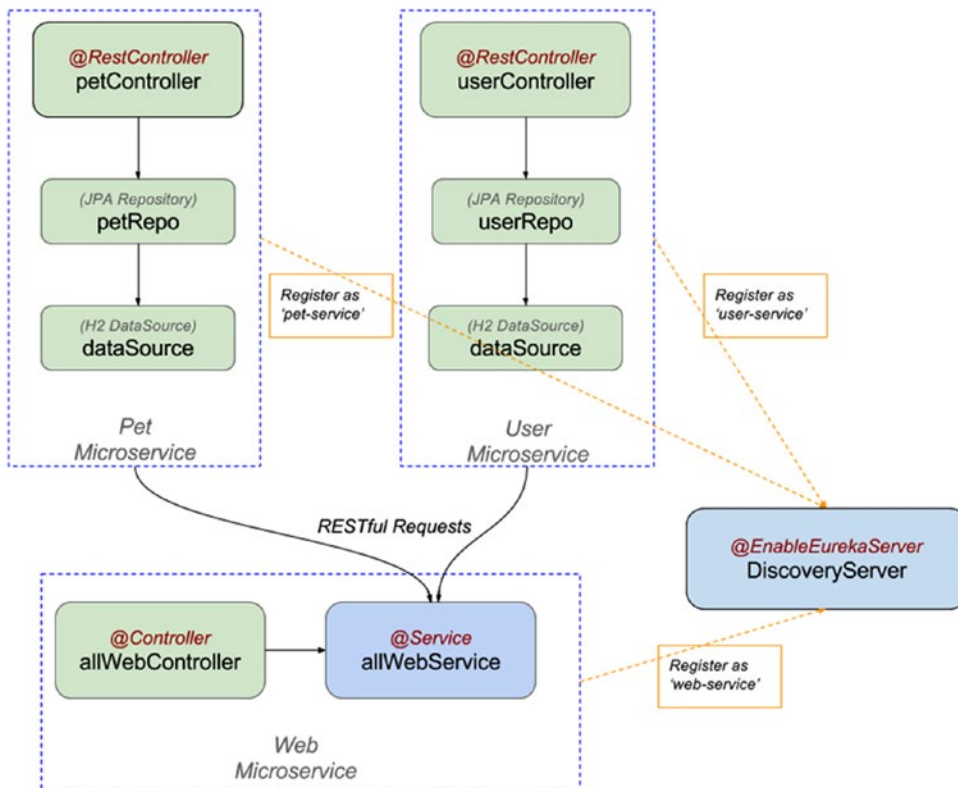 @RestController
petController
(JPA Repository)
petRepo
(H2 DataSource)
dataSource
Pet
Microservice
@RestController
userController
(JPA Repository)
userRepo
(H2 DataSource)
dataSource
User
Microservice
Register as
‘pet-service’
Register as
‘user-service’
RESTful Requests
@EnableEurekaServer
DiscoveryServer
@Controller
allWebController
@Service
allWebService
Register as
‘web-service’
Web
Microservice